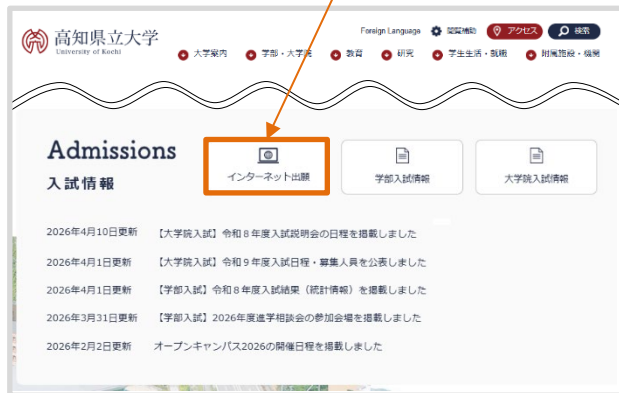 高知県立大学
University of Kochi
Foreign Language 閲覧補助 アクセス 検索
大学案内 学部・大学院 教育 研究 学生生活・就職 附属施設・機関
Admissions
入試情報
インターネット出願
学部入試情報
大学院入試情報
2026年4月10日更新 【大学院入試】令和8年度入試説明会の日程を掲載しました
2026年4月1日更新 【大学院入試】令和9年度入試日程・募集人員を公表しました
2026年4月1日更新 【学部入試】令和8年度入試結果（統計情報）を掲載しました
2026年3月31日更新 【学部入試】2026年度進学相談会の参加会場を掲載しました
2026年2月2日更新 オープンキャンパス2026の開催日程を掲載しました